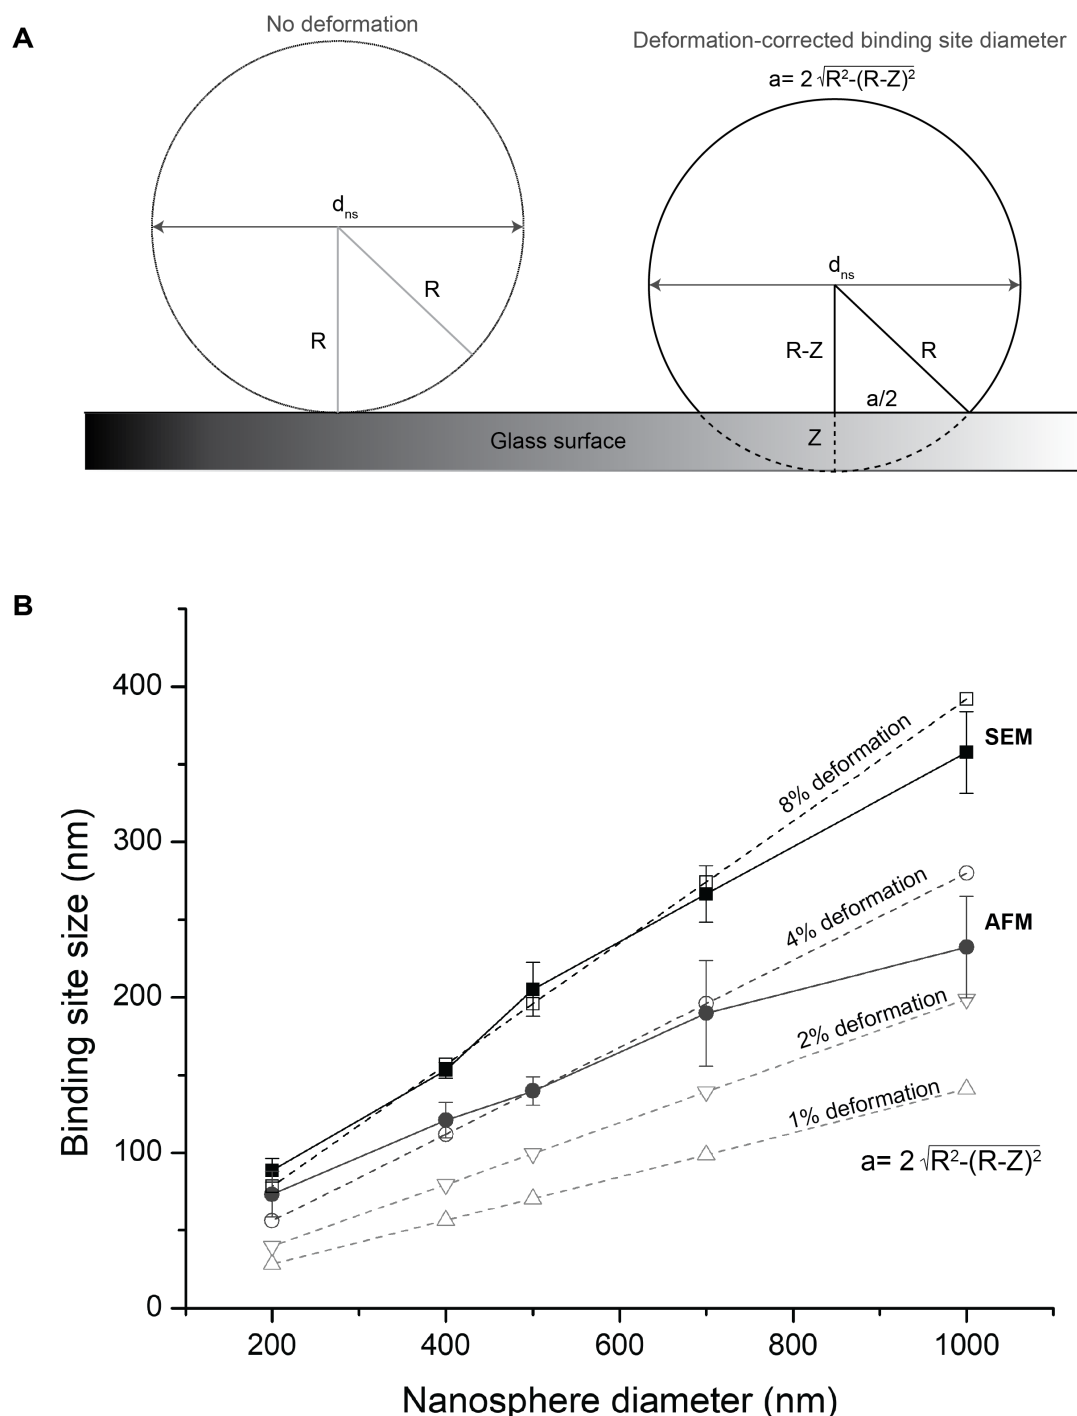 A
No deformation
Deformation-corrected binding site diameter
a= 2 √R²-(R-Z)²
dns
R
R
dns
R-Z
R
a/2
Glass surface
Z
B
400
300
200
100
0
8% deformation
SEM
4% deformation
AFM
2% deformation
1% deformation
a= 2 √R²-(R-Z)²
Binding site size (nm)
200
400
600
800
1000
Nanosphere diameter (nm)